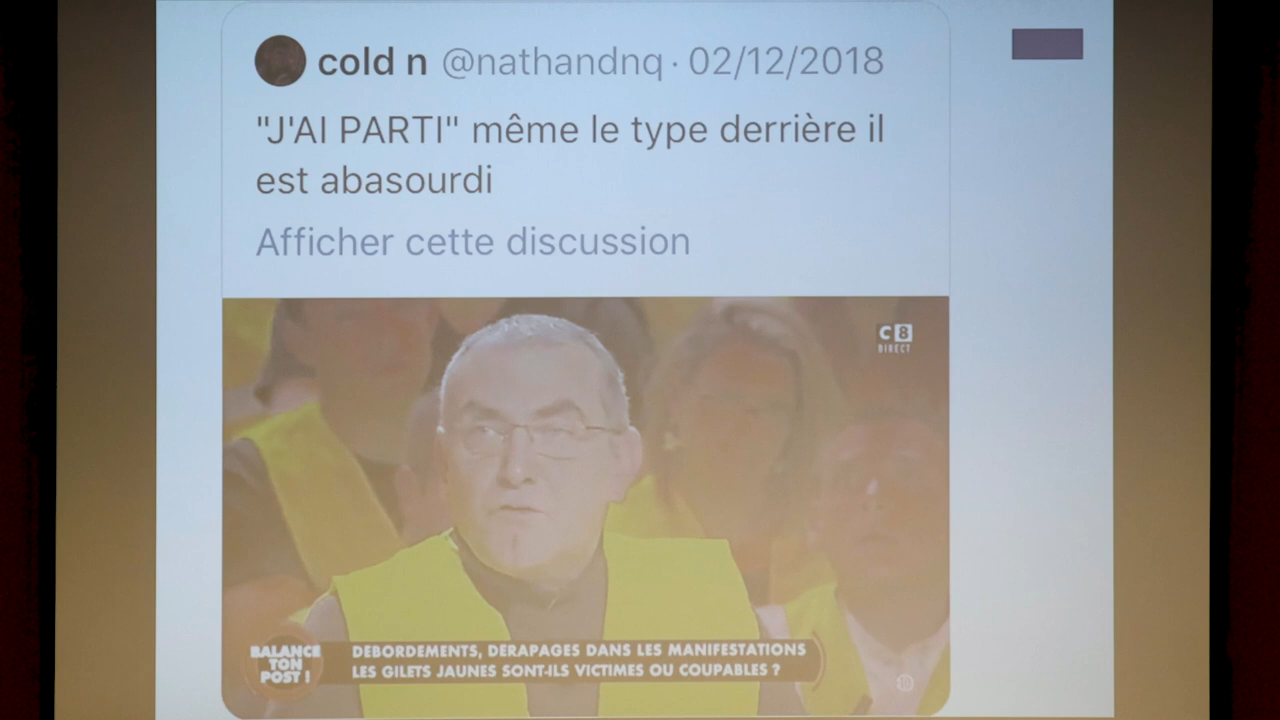 cold n @nathandnq · 02/12/2018
"J'AI PARTI" même le type derrière il
est abasourdi
Afficher cette discussion
C8
DIRECT
BALANCE
TON
POST !
DEBORDEMENTS, DERAPAGES DANS LES MANIFESTATIONS
LES GILETS JAUNES SONT-ILS VICTIMES OU COUPABLES ?